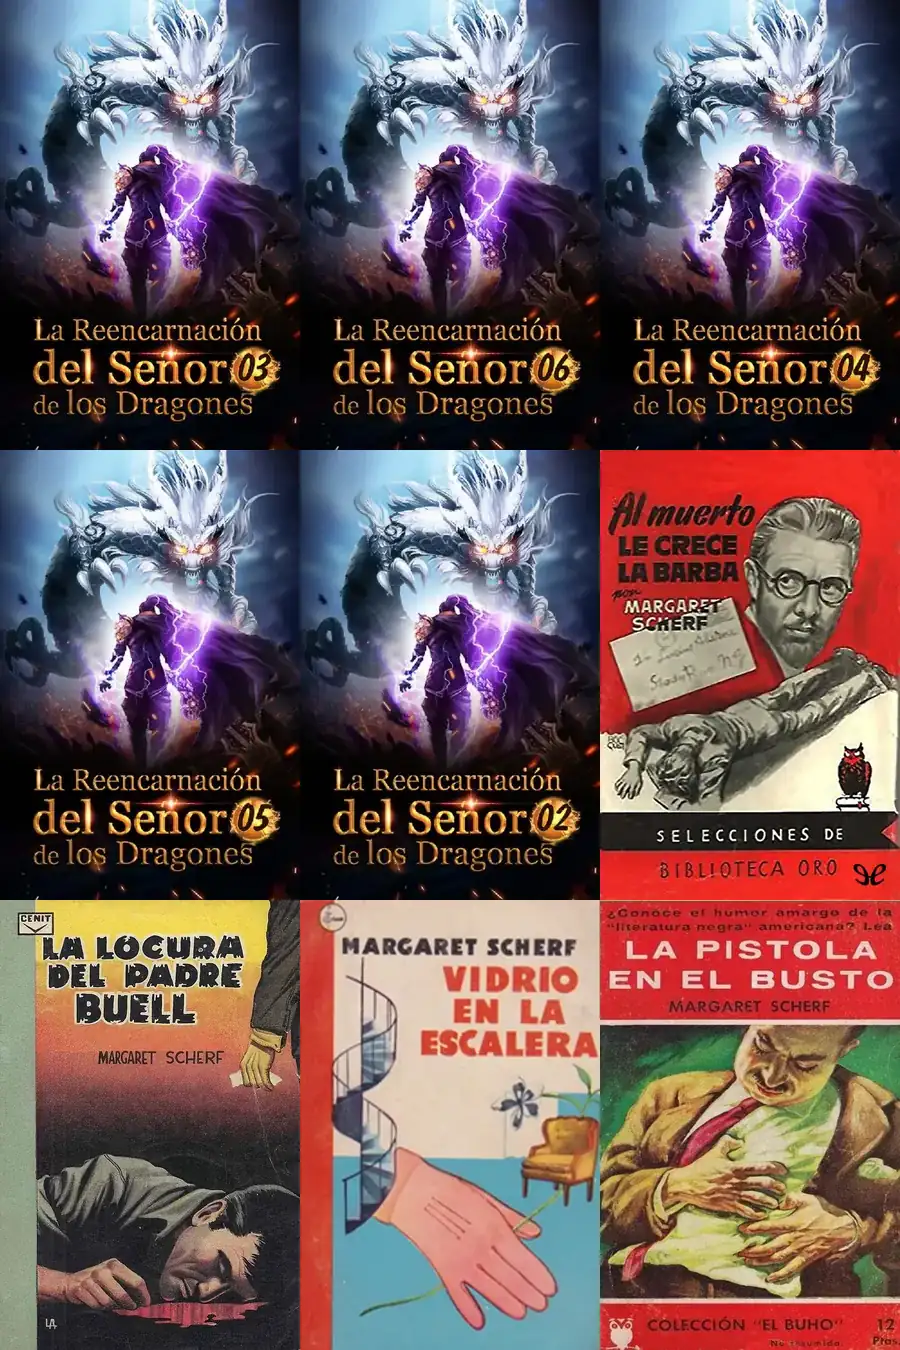 La Reencarnación
del Señor 03
de los Dragones
La Reencarnación
del Señor 06
de los Dragones
La Reencarnación
del Señor 04
de los Dragones
La Reencarnación
del Señor 05
de los Dragones
La Reencarnación
del Señor 02
de los Dragones
Al muerto
LE CRECE
LA BARBA
por
MARGARET
SCHERF
SELECCIONES DE
BIBLIOTECA ORO
CENIT
LA LOCURA
DEL PADRE
BUELL
MARGARET SCHERF
LA
MARGARET SCHERF
VIDRIO
EN LA
ESCALERA
¿Conoce el humor amargo de la
"literatura negra" americana? Lea
LA PISTOLA
EN EL BUSTO
MARGARET SCHERF
COLECCIÓN "EL BUHO"
12
Ptas.